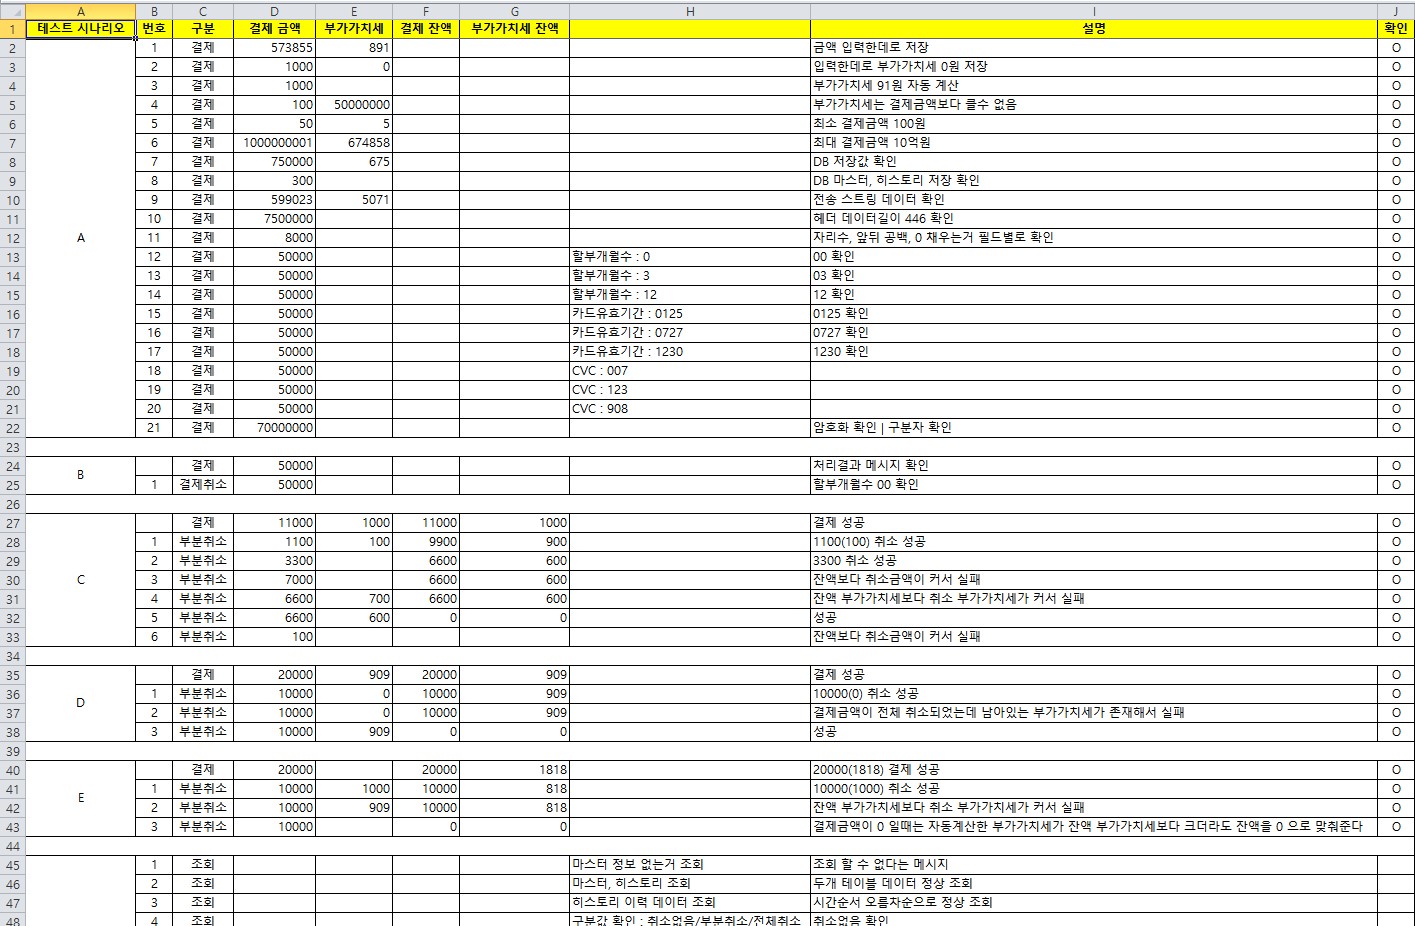 A B C D E F G H I J
1 테스트 시나리오 번호 구분 결제 금액 부가가치세 결제 잔액 부가가치세 잔액 설명 확인
2 1 결제 573855 891 금액 입력한데로 저장 O
3 2 결제 1000 0 입력한데로 부가가치세 0원 저장 O
4 3 결제 1000 부가가치세 91원 자동 계산 O
5 4 결제 100 50000000 부가가치세는 결제금액보다 클수 없음 O
6 5 결제 50 5 최소 결제금액 100원 O
7 6 결제 1000000001 674858 최대 결제금액 10억원 O
8 7 결제 750000 675 DB 저장값 확인 O
9 8 결제 300 DB 마스터, 히스토리 저장 확인 O
10 9 결제 599023 5071 전송 스트링 데이터 확인 O
11 10 결제 7500000 헤더 데이터길이 446 확인 O
12 A 11 결제 8000 자리수, 앞뒤 공백, 0 채우는거 필드별로 확인 O
13 12 결제 50000 할부개월수 : 0 00 확인 O
14 13 결제 50000 할부개월수 : 3 03 확인 O
15 14 결제 50000 할부개월수 : 12 12 확인 O
16 15 결제 50000 카드유효기간 : 0125 0125 확인 O
17 16 결제 50000 카드유효기간 : 0727 0727 확인 O
18 17 결제 50000 카드유효기간 : 1230 1230 확인 O
19 18 결제 50000 CVC : 007 O
20 19 결제 50000 CVC : 123 O
21 20 결제 50000 CVC : 908 O
22 21 결제 70000000 암호화 확인 | 구분자 확인 O
23
24 B 결제 50000 처리결과 메시지 확인 O
25 1 결제취소 50000 할부개월수 00 확인 O
26
27 결제 11000 1000 11000 1000 결제 성공 O
28 1 부분취소 1100 100 9900 900 1100(100) 취소 성공 O
29 2 부분취소 3300 6600 600 3300 취소 성공 O
30 C 3 부분취소 7000 6600 600 잔액보다 취소금액이 커서 실패 O
31 4 부분취소 6600 700 6600 600 잔액 부가가치세보다 취소 부가가치세가 커서 실패 O
32 5 부분취소 6600 600 0 0 성공 O
33 6 부분취소 100 잔액보다 취소금액이 커서 실패 O
34
35 결제 20000 909 20000 909 결제 성공 O
36 D 1 부분취소 10000 0 10000 909 10000(0) 취소 성공 O
37 2 부분취소 10000 0 10000 909 결제금액이 전체 취소되었는데 남아있는 부가가치세가 존재해서 실패 O
38 3 부분취소 10000 909 0 0 성공 O
39
40 결제 20000 20000 1818 20000(1818) 결제 성공 O
41 E 1 부분취소 10000 1000 10000 818 10000(1000) 취소 성공 O
42 2 부분취소 10000 909 10000 818 잔액 부가가치세보다 취소 부가가치세가 커서 실패 O
43 3 부분취소 10000 0 0 결제금액이 0 일때는 자동계산한 부가가치세가 잔액 부가가치세보다 크더라도 잔액을 0 으로 맞춰준다 O
44
45 1 조회 마스터 정보 없는거 조회 조회 할 수 없다는 메시지
46 2 조회 마스터, 히스토리 조회 두개 테이블 데이터 정상 조회
47 3 조회 히스토리 이력 데이터 조회 시간순서 오름차순으로 정상 조회
48 4 조회 구분값 확인 : 취소없음/부분취소/전체취소 취소없음 확인